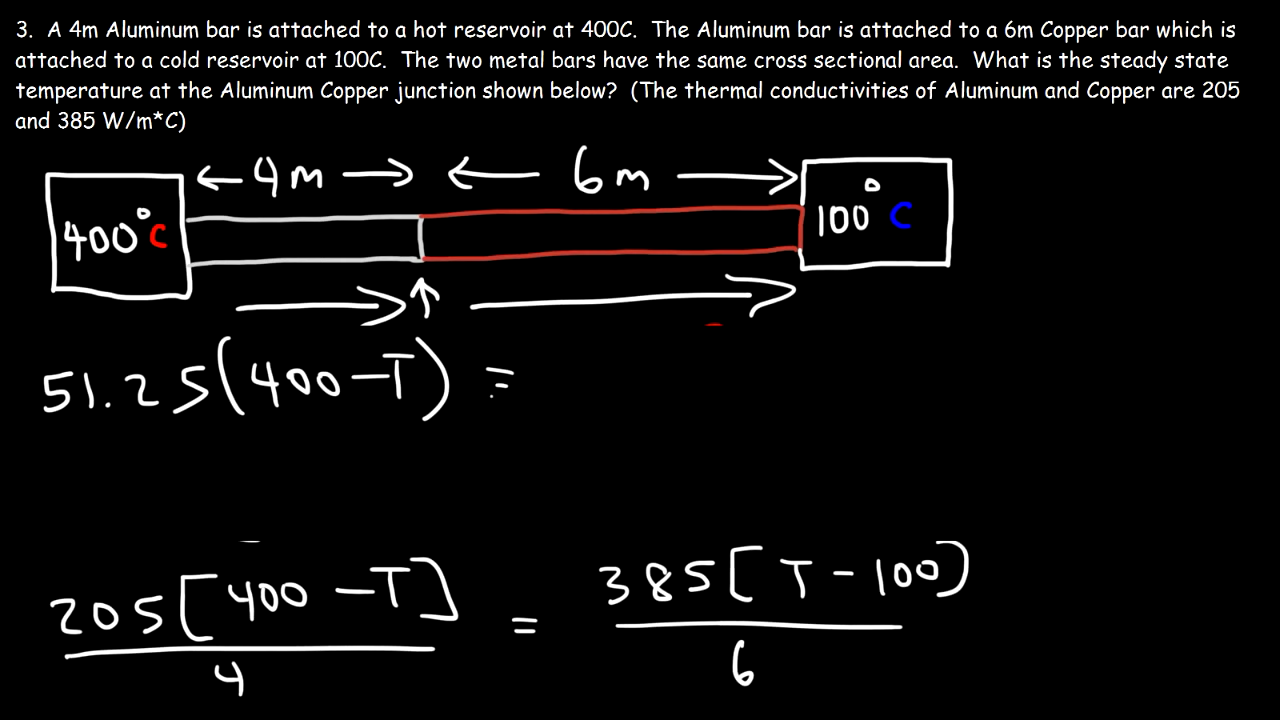 3. A 4m Aluminum bar is attached to a hot reservoir at 400C. The Aluminum bar is attached to a 6m Copper bar which is
attached to a cold reservoir at 100C. The two metal bars have the same cross sectional area. What is the steady state
temperature at the Aluminum Copper junction shown below? (The thermal conductivities of Aluminum and Copper are 205
and 385 W/m*C)
← 4m → ← 6m →
400°C 100°C
→ ↑ →
51.25(400-T) =
205[400-T] = 385[T-100)
4 6